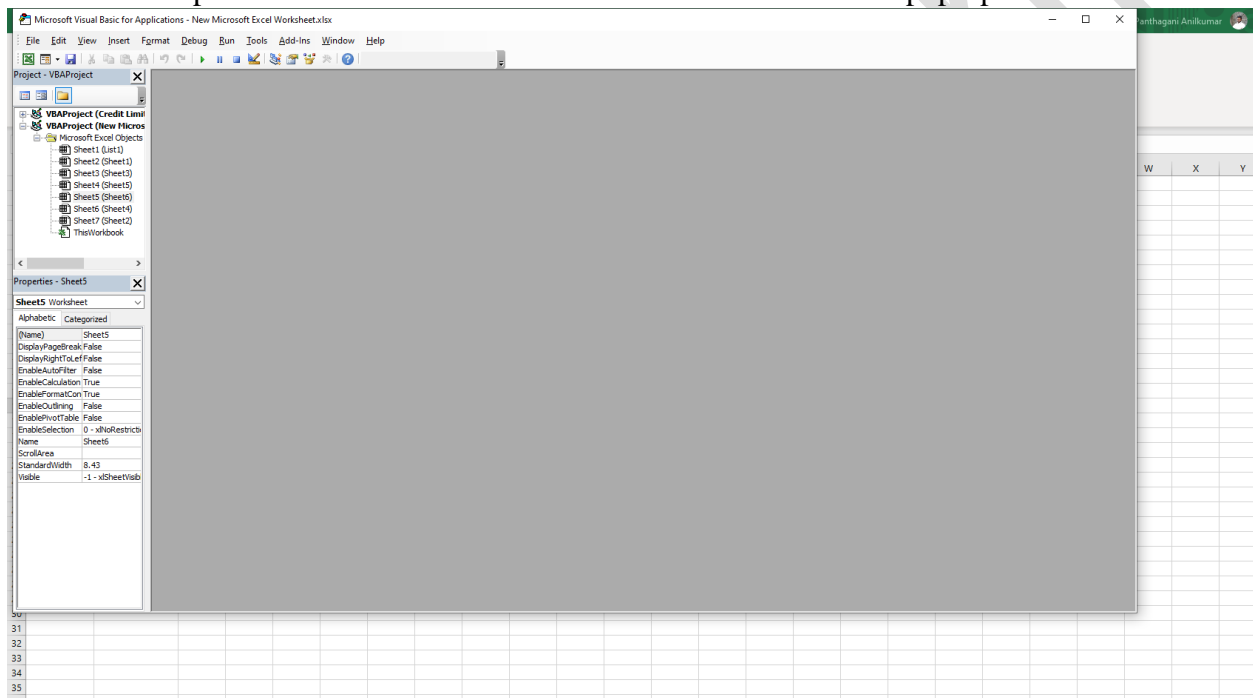 Microsoft Visual Basic for Applications - New Microsoft Excel Worksheet.xlsx
Panthagani Anilkumar
File Edit View Insert Format Debug Run Tools Add-Ins Window Help
Project - VBAProject
VBAProject (Credit Limi
VBAProject (New Micros
Microsoft Excel Objects
Sheet1 (List1)
Sheet2 (Sheet1)
Sheet3 (Sheet3)
Sheet4 (Sheet5)
Sheet5 (Sheet6)
Sheet6 (Sheet4)
Sheet7 (Sheet2)
ThisWorkbook
W X Y
Properties - Sheet5
Sheet5 Worksheet
Alphabetic Categorized
(Name) Sheet5
DisplayPageBreak False
DisplayRightToLef False
EnableAutoFilter False
EnableCalculation True
EnableFormatCon True
EnableOutlining False
EnablePivotTable False
EnableSelection 0 - xlNoRestricti
Name Sheet6
ScrollArea
StandardWidth 8.43
Visible -1 - xlSheetVisib
30
31
32
33
34
35